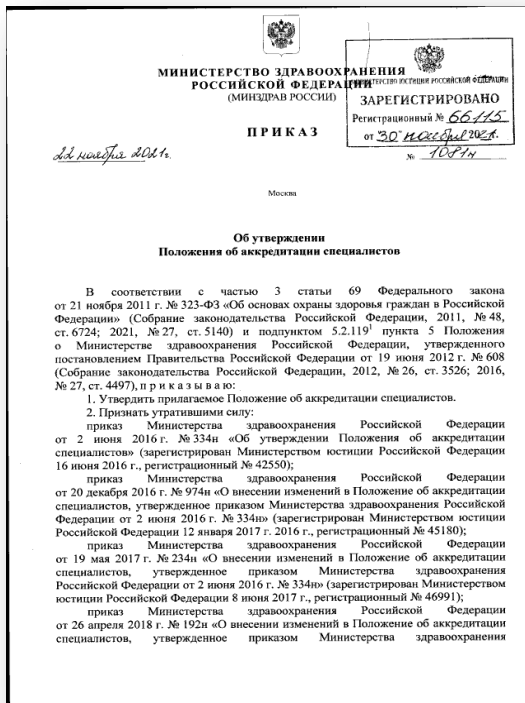 МИНИСТЕРСТВО ЗДРАВООХРАНЕНИЯ
РОССИЙСКОЙ ФЕДЕРАЦИИ
(МИНЗДРАВ РОССИИ)
МИНИСТЕРСТВО ЮСТИЦИИ РОССИЙСКОЙ ФЕДЕРАЦИИ
ЗАРЕГИСТРИРОВАНО
Регистрационный № 66115
от "30" ноября 2021.
П Р И К А З
22 ноября 2021г.
№ 1081н
Москва
Об утверждении
Положения об аккредитации специалистов
В соответствии с частью 3 статьи 69 Федерального закона
от 21 ноября 2011 г. № 323-ФЗ «Об основах охраны здоровья граждан в Российской
Федерации» (Собрание законодательства Российской Федерации, 2011, № 48,
ст. 6724; 2021, № 27, ст. 5140) и подпунктом 5.2.119¹ пункта 5 Положения
о Министерстве здравоохранения Российской Федерации, утвержденного
постановлением Правительства Российской Федерации от 19 июня 2012 г. № 608
(Собрание законодательства Российской Федерации, 2012, № 26, ст. 3526; 2016,
№ 27, ст. 4497), п р и к а з ы в а ю:
1. Утвердить прилагаемое Положение об аккредитации специалистов.
2. Признать утратившими силу:
приказ Министерства здравоохранения Российской Федерации
от 2 июня 2016 г. № 334н «Об утверждении Положения об аккредитации
специалистов» (зарегистрирован Министерством юстиции Российской Федерации
16 июня 2016 г., регистрационный № 42550);
приказ Министерства здравоохранения Российской Федерации
от 20 декабря 2016 г. № 974н «О внесении изменений в Положение об аккредитации
специалистов, утвержденное приказом Министерства здравоохранения Российской
Федерации от 2 июня 2016 г. № 334н» (зарегистрирован Министерством юстиции
Российской Федерации 12 января 2017 г. 2016 г., регистрационный № 45180);
приказ Министерства здравоохранения Российской Федерации
от 19 мая 2017 г. № 234н «О внесении изменений в Положение об аккредитации
специалистов, утвержденное приказом Министерства здравоохранения
Российской Федерации от 2 июня 2016 г. № 334н» (зарегистрирован Министерством
юстиции Российской Федерации 8 июня 2017 г., регистрационный № 46991);
приказ Министерства здравоохранения Российской Федерации
от 26 апреля 2018 г. № 192н «О внесении изменений в Положение об аккредитации
специалистов, утвержденное приказом Министерства здравоохранения